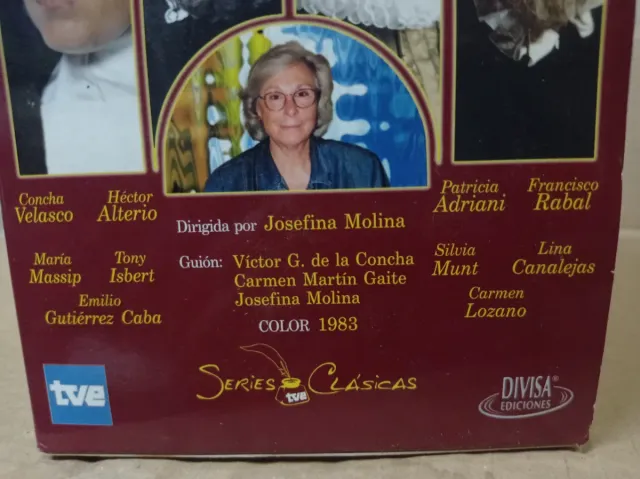 Concha
Velasco
Héctor
Alterio
María
Massip
Tony
Isbert
Emilio
Gutiérrez Caba
Dirigida por Josefina Molina
Guión: Víctor G. de la Concha
Carmen Martín Gaite
Josefina Molina
COLOR 1983
Patricia
Adriani
Francisco
Rabal
Silvia
Munt
Lina
Canalejas
Carmen
Lozano
tve
SERIES tve CLÁSICAS
DIVISA®
EDICIONES